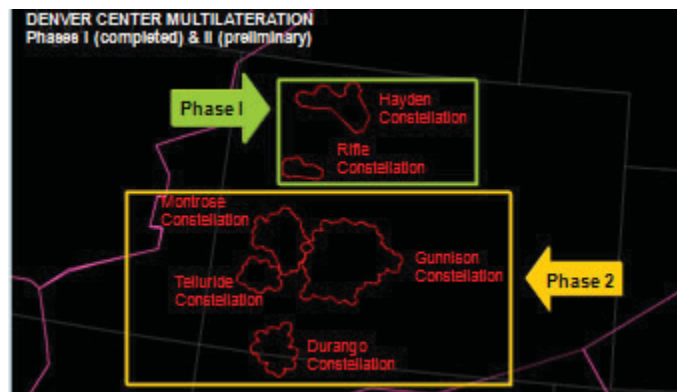 DENVER CENTER MULTILATERATION
Phases I (completed) & II (preliminary)
Phase I
Hayden
Constellation
Rifle
Constellation
Montrose
Constellation
Gunnison
Constellation
Telluride
Constellation
Phase 2
Durango
Constellation